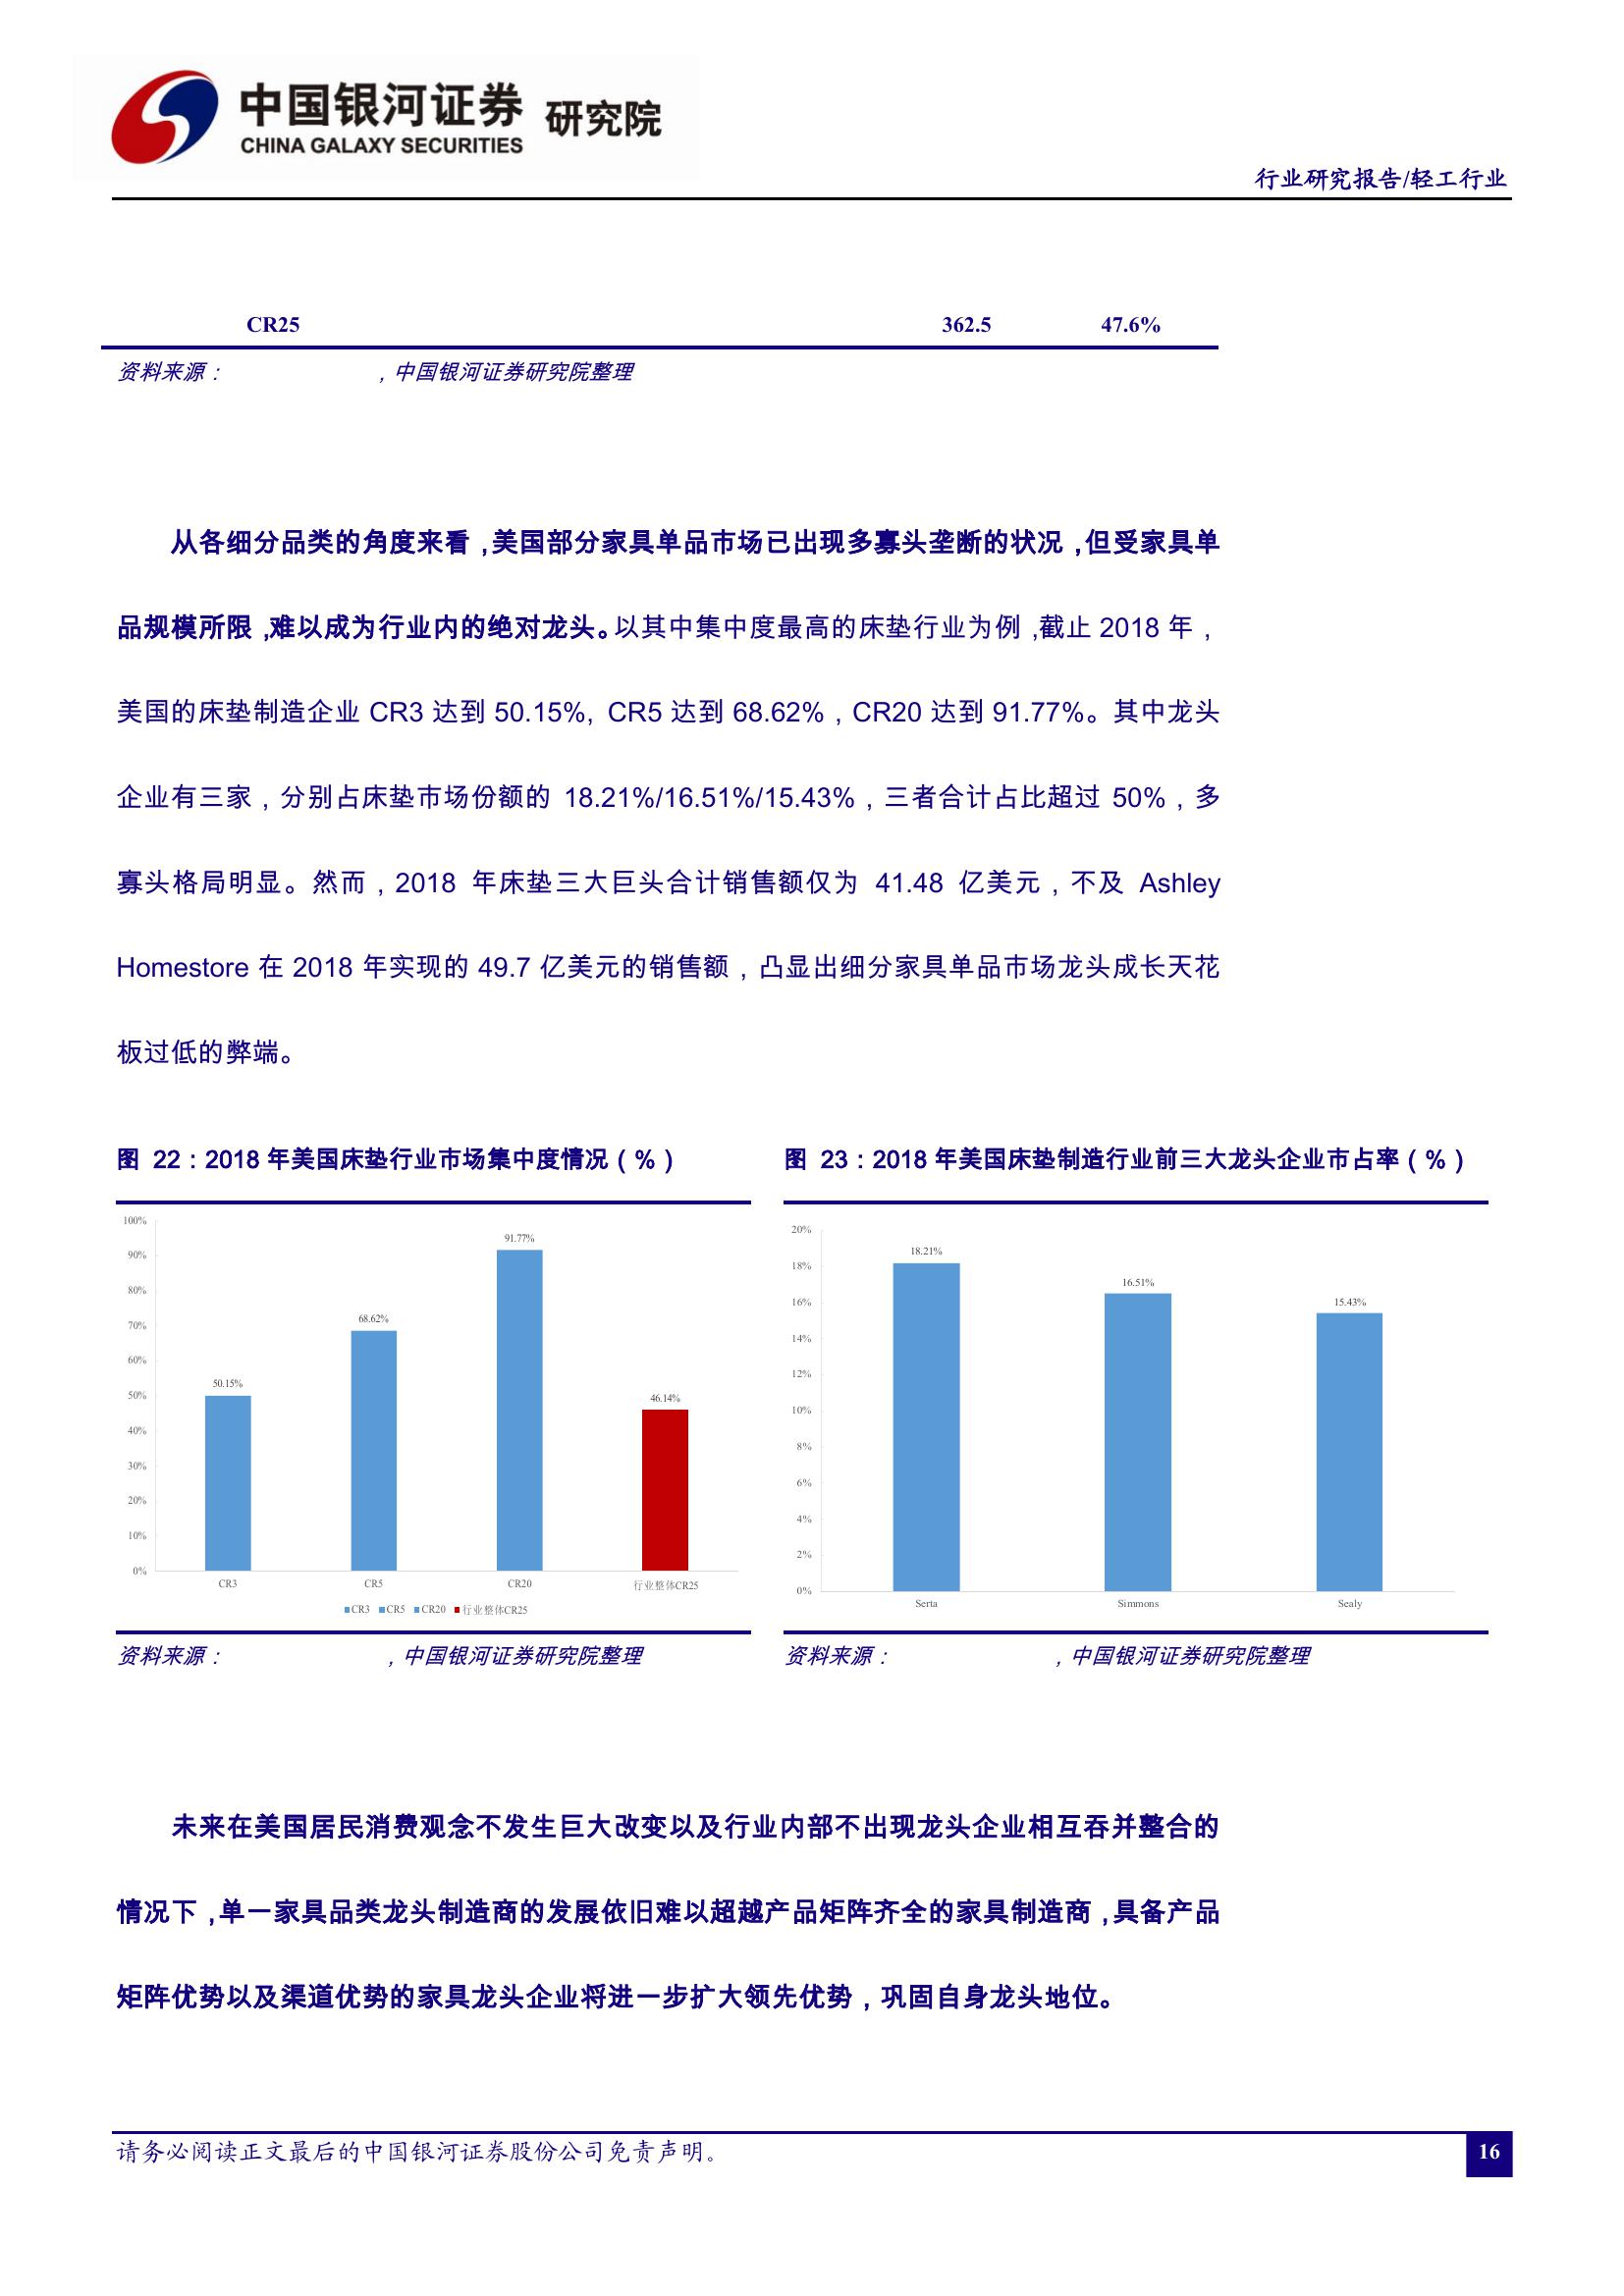 中国银河证券 研究院
CHINA GALAXY SECURITIES
行业研究报告/轻工行业
CR25 362.5 47.6%
资料来源： ，中国银河证券研究院整理
从各细分品类的角度来看，美国部分家具单品市场已出现多寡头垄断的状况，但受家具单
品规模所限，难以成为行业内的绝对龙头。以其中集中度最高的床垫行业为例，截止 2018 年，
美国的床垫制造企业 CR3 达到 50.15%, CR5 达到 68.62%，CR20 达到 91.77%。其中龙头
企业有三家，分别占床垫市场份额的 18.21%/16.51%/15.43%，三者合计占比超过 50%，多
寡头格局明显。然而，2018 年床垫三大巨头合计销售额仅为 41.48 亿美元，不及 Ashley
Homestore 在 2018 年实现的 49.7 亿美元的销售额，凸显出细分家具单品市场龙头成长天花
板过低的弊端。
图 22：2018 年美国床垫行业市场集中度情况（%）
100%
90%
80%
70%
60%
50%
40%
30%
20%
10%
0%
50.15%
68.62%
91.77%
46.14%
CR3 CR5 CR20 行业整体CR25
CR3 CR5 CR20 行业整体CR25
资料来源： ，中国银河证券研究院整理
图 23：2018 年美国床垫制造行业前三大龙头企业市占率（%）
20%
18%
16%
14%
12%
10%
8%
6%
4%
2%
0%
18.21%
16.51%
15.43%
Serta Simmons Sealy
资料来源： ，中国银河证券研究院整理
未来在美国居民消费观念不发生巨大改变以及行业内部不出现龙头企业相互吞并整合的
情况下，单一家具品类龙头制造商的发展依旧难以超越产品矩阵齐全的家具制造商，具备产品
矩阵优势以及渠道优势的家具龙头企业将进一步扩大领先优势，巩固自身龙头地位。
请务必阅读正文最后的中国银河证券股份公司免责声明。
16